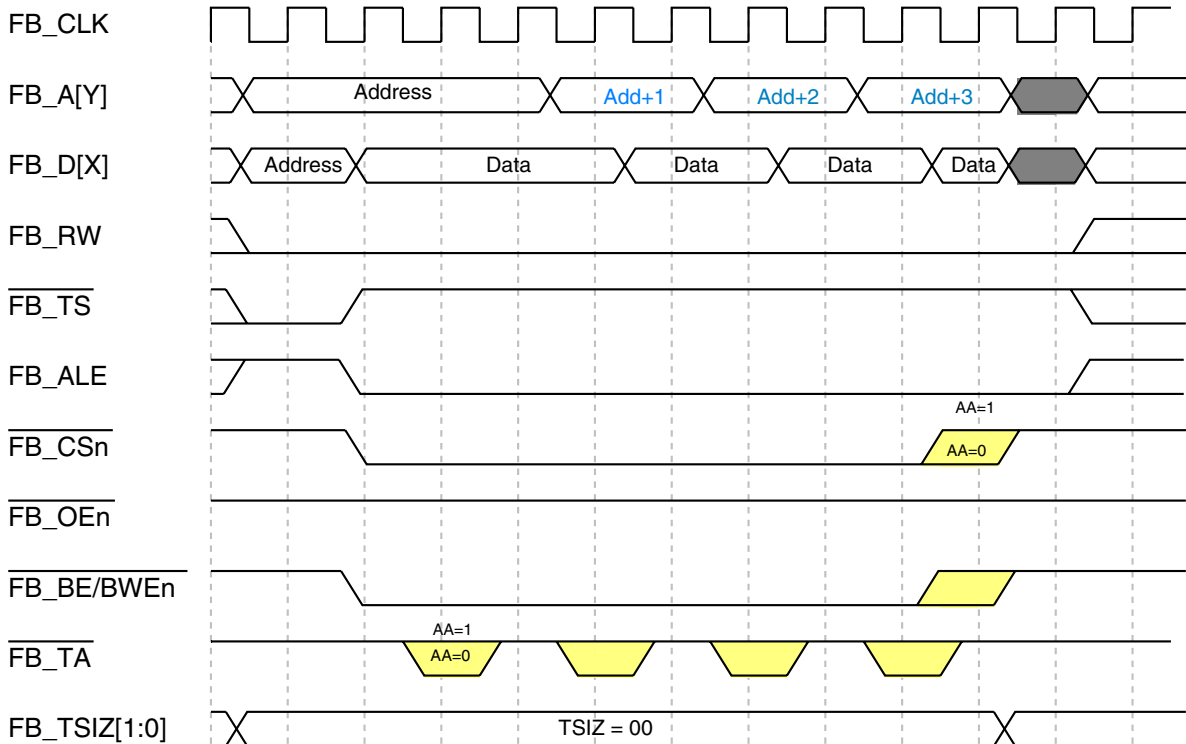 FB_CLK
FB_A[Y]
Address
Add+1
Add+2
Add+3
FB_D[X]
Address
Data
Data
Data
Data
FB_RW
FB_TS
FB_ALE
AA=1
FB_CSn
AA=0
FB_OEn
FB_BE/BWEn
AA=1
FB_TA
AA=0
FB_TSIZ[1:0]
TSIZ = 00